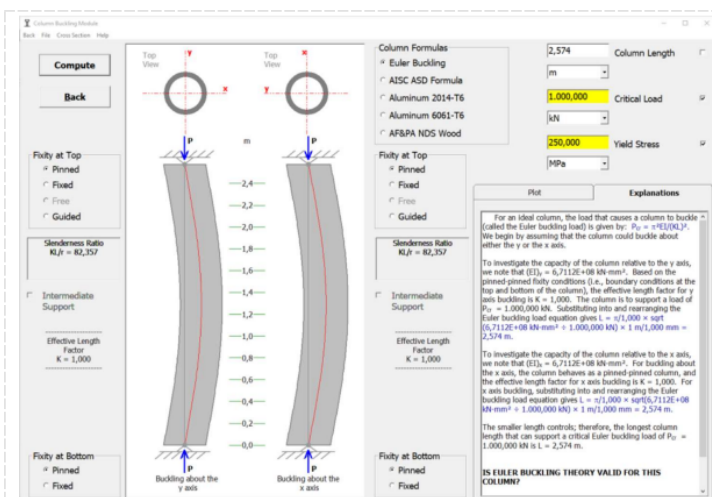 Column Buckling Module
Back File Cross Section Help
Compute
Back
Top
View
y
x
Top
View
x
y
P
P
m
2,4
2,2
2,0
1,8
1,6
1,4
1,2
1,0
0,8
0,6
0,4
0,2
0,0
P
P
Buckling about the
y axis
Buckling about the
x axis
Fixity at Top
Pinned
Fixed
Free
Guided
Slenderness Ratio
KL/r = 82,357
Intermediate
Support
Effective Length
Factor
K = 1,000
Fixity at Bottom
Pinned
Fixed
Column Formulas
Euler Buckling
AISC ASD Formula
Aluminum 2014-T6
Aluminum 6061-T6
AF&PA NDS Wood
Fixity at Top
Pinned
Fixed
Free
Guided
Slenderness Ratio
KL/r = 82,357
Intermediate
Support
Effective Length
Factor
K = 1,000
Fixity at Bottom
Pinned
Fixed
2,574 Column Length
m
1.000,000 Critical Load
kN
250,000 Yield Stress
MPa
Plot Explanations
For an ideal column, the load that causes a column to buckle
(called the Euler buckling load) is given by: Pcr = π²EI/(KL)².
We begin by assuming that the column could buckle about
either the y or the x axis.
To investigate the capacity of the column relative to the y axis,
we note that (EI)y = 6,7112E+08 kN-mm². Based on the
pinned-pinned fixity conditions (i.e., boundary conditions at the
top and bottom of the column), the effective length factor for y
axis buckling is K = 1,000. The column is to support a load of
Pcr = 1.000,000 kN. Substituting into and rearranging the
Euler buckling load equation gives L = π/1,000 × sqrt
(6,7112E+08 kN-mm² ÷ 1.000,000 kN) × 1 m/1,000 mm =
2,574 m.
To investigate the capacity of the column relative to the x axis,
we note that (EI)x = 6,7112E+08 kN-mm². For buckling about
the x axis, the column behaves as a pinned-pinned column, and
the effective length factor for x axis buckling is K = 1,000. For
x axis buckling, substituting into and rearranging the Euler
buckling load equation gives L = π/1,000 × sqrt(6,7112E+08
kN-mm² ÷ 1.000,000 kN) × 1 m/1,000 mm = 2,574 m.
The smaller length controls; therefore, the longest column
length that can support a critical Euler buckling load of Pcr =
1.000,000 kN is L = 2,574 m.
IS EULER BUCKLING THEORY VALID FOR THIS
COLUMN?